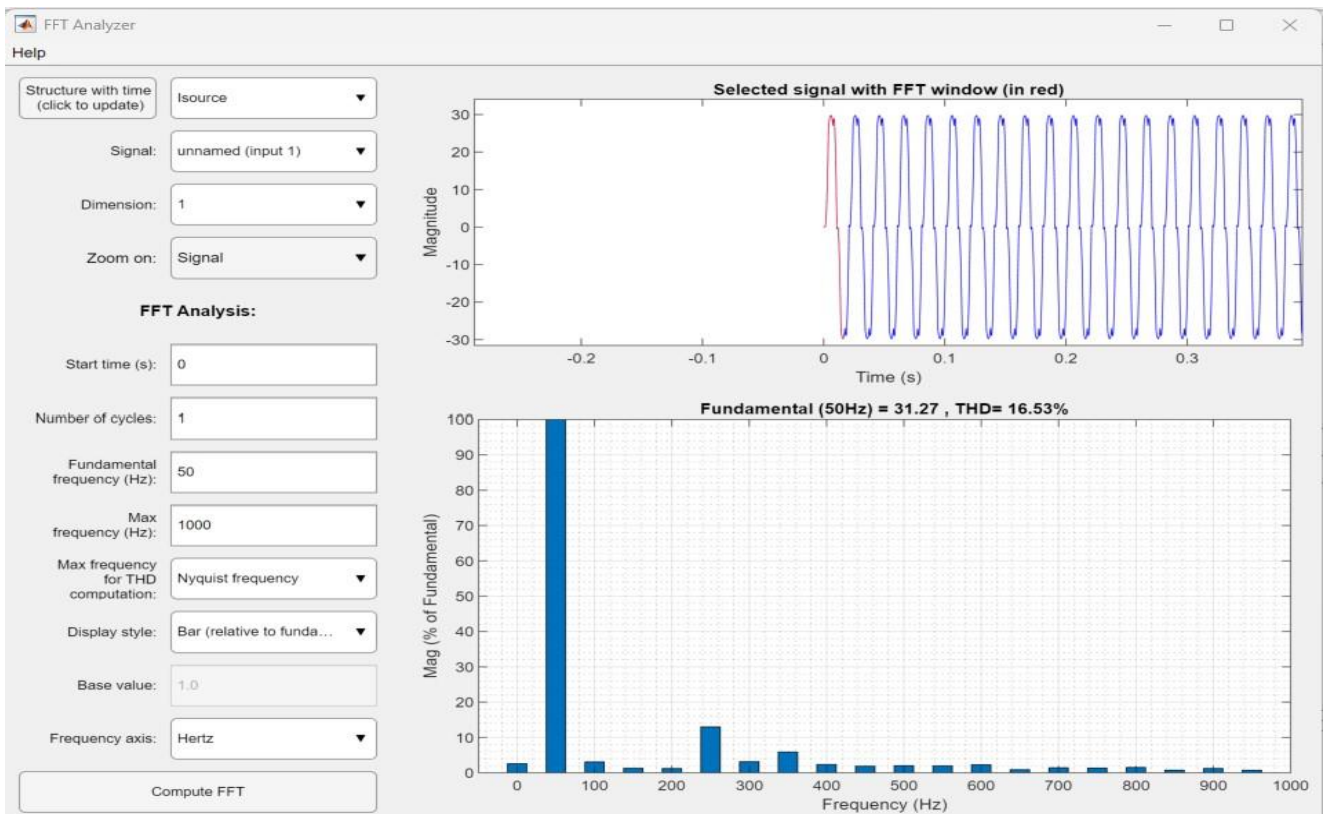 FFT Analyzer
Help
Structure with time
(click to update)
Isource
Signal:
unnamed (input 1)
Dimension:
1
Zoom on:
Signal
FFT Analysis:
Start time (s):
0
Number of cycles:
1
Fundamental
frequency (Hz):
50
Max
frequency (Hz):
1000
Max frequency
for THD
computation:
Nyquist frequency
Display style:
Bar (relative to funda...
Base value:
1.0
Frequency axis:
Hertz
Compute FFT
Selected signal with FFT window (in red)
Magnitude
30
20
10
0
-10
-20
-30
-0.2 -0.1 0 0.1 0.2 0.3
Time (s)
Fundamental (50Hz) = 31.27 , THD= 16.53%
Mag (% of Fundamental)
100
90
80
70
60
50
40
30
20
10
0
0 100 200 300 400 500 600 700 800 900 1000
Frequency (Hz)